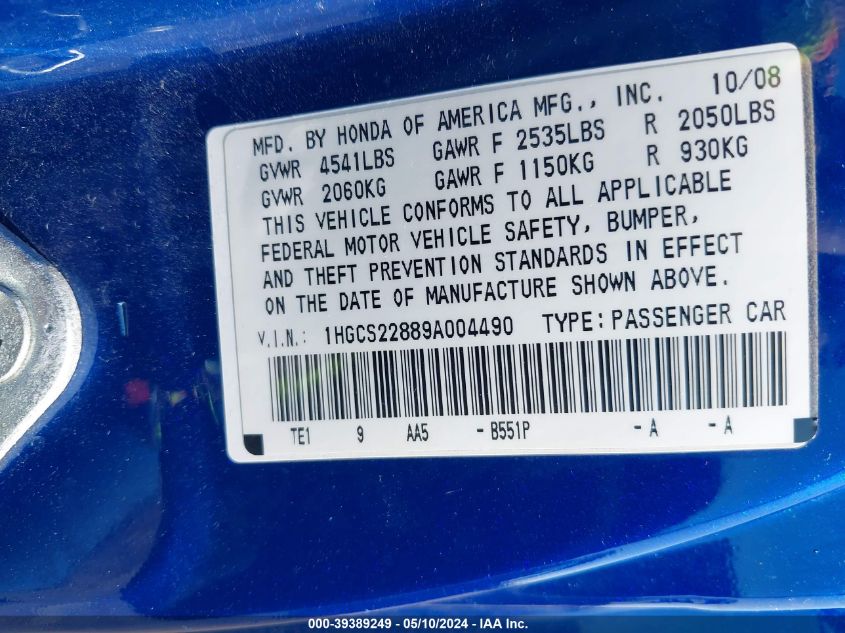 MFD. BY HONDA OF AMERICA MFG., INC. 10/08
GVWR 4541LBS GAWR F 2535LBS R 2050LBS
GVWR 2060KG GAWR F 1150KG R 930KG
THIS VEHICLE CONFORMS TO ALL APPLICABLE
FEDERAL MOTOR VEHICLE SAFETY, BUMPER,
AND THEFT PREVENTION STANDARDS IN EFFECT
ON THE DATE OF MANUFACTURE SHOWN ABOVE.
V.I.N.: 1HGCS22889A004490 TYPE: PASSENGER CAR
TE1 9 AA5 -B551P -A -A
000-39389249 - 05/10/2024 - IAA Inc.